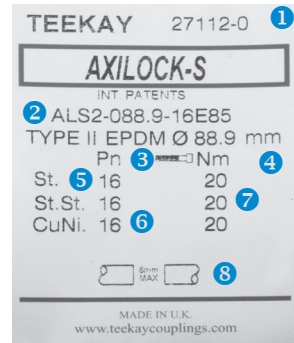 TEEKAY 27112-0 1
AXILOCK-S
INT. PATENTS
2 ALS2-088.9-16E85
TYPE II EPDM Ø 88.9 mm
Pn 3 Nm 4
St. 5 16 20
St.St. 16 20 7
CuNi. 16 6 20
6mm MAX 8
MADE IN U.K.
www.teekaycouplings.com